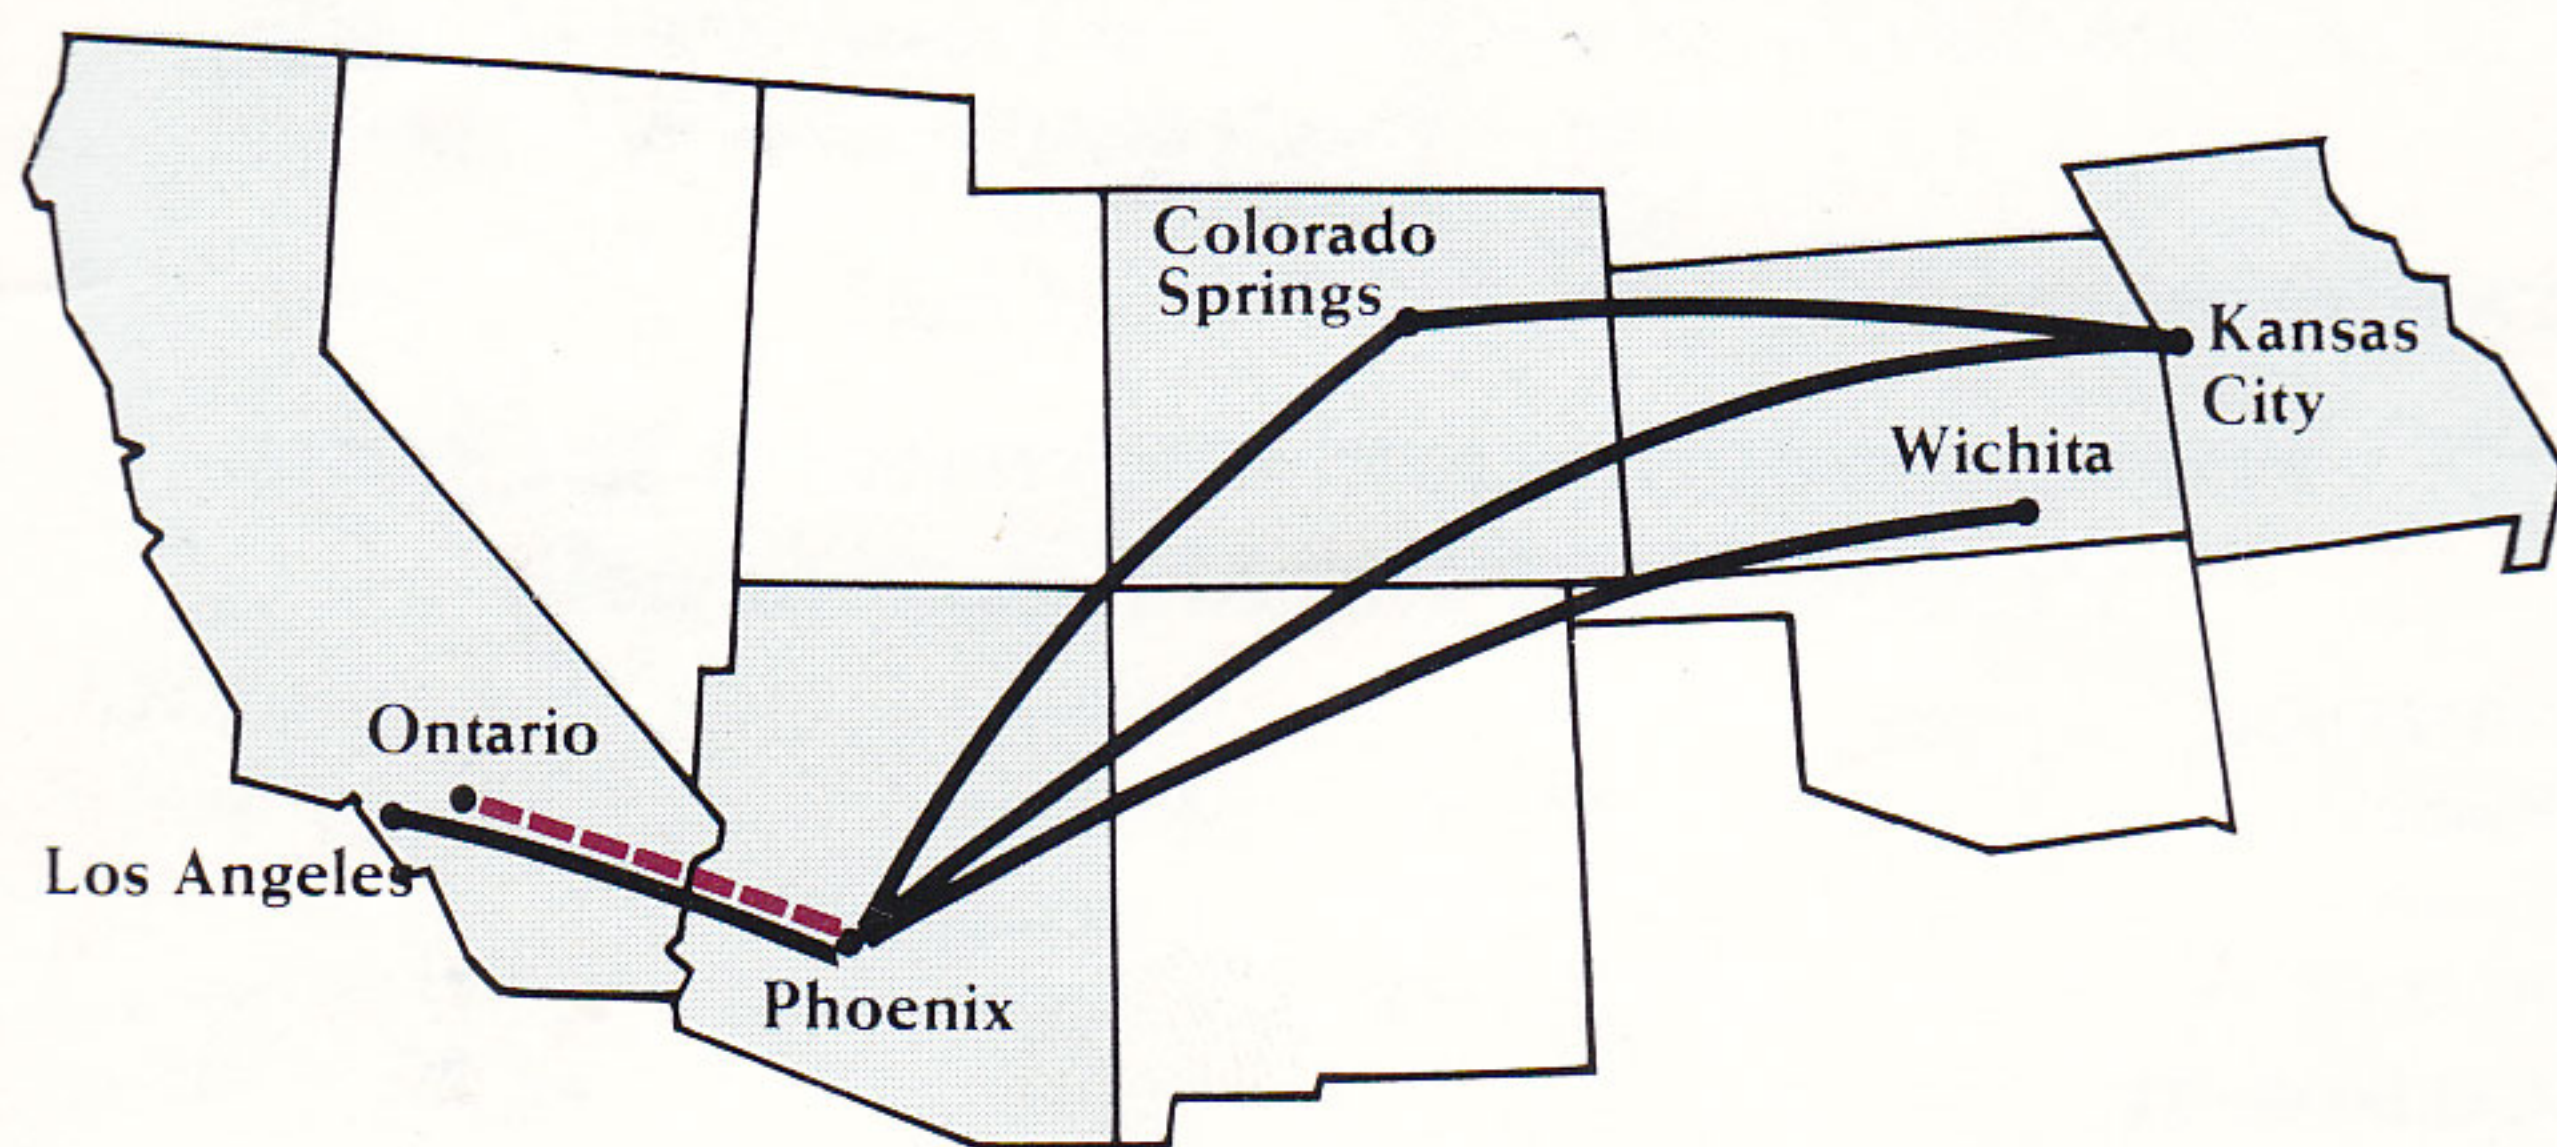 Colorado
Springs
Kansas
City
Wichita
Ontario
Los Angeles
Phoenix